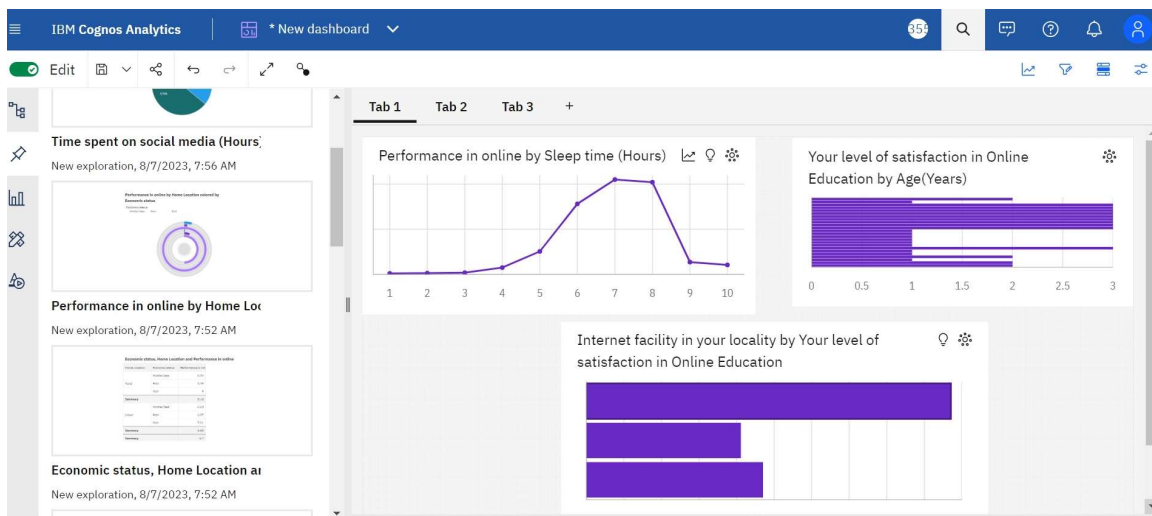 IBM Cognos Analytics
* New dashboard
Edit
Time spent on social media (Hours)
New exploration, 8/7/2023, 7:56 AM
Performance in online by Home Location colored by
Economic status
Performance in online by Home Loc
New exploration, 8/7/2023, 7:52 AM
Economic status, Home Location and Performance in online
Economic status, Home Location ar
New exploration, 8/7/2023, 7:52 AM
Tab 1 Tab 2 Tab 3 +
Performance in online by Sleep time (Hours)
1 2 3 4 5 6 7 8 9 10
Your level of satisfaction in Online
Education by Age(Years)
0 0.5 1 1.5 2 2.5 3
Internet facility in your locality by Your level of
satisfaction in Online Education